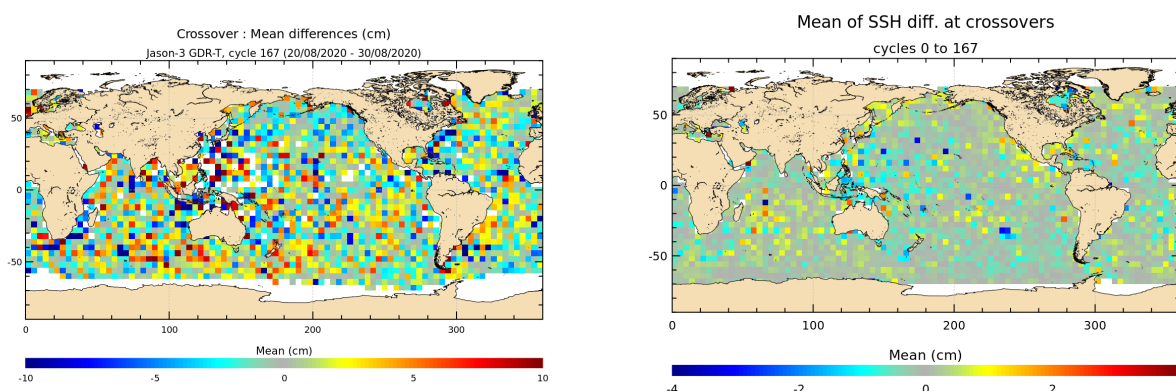 Crossover : Mean differences (cm)
Jason-3 GDR-T, cycle 167 (20/08/2020 - 30/08/2020)
50
0
-50
0 100 200 300
Mean (cm)
-10 -5 0 5 10
Mean of SSH diff. at crossovers
cycles 0 to 167
50
0
-50
0 100 200 300
Mean (cm)
-4 -2 0 2